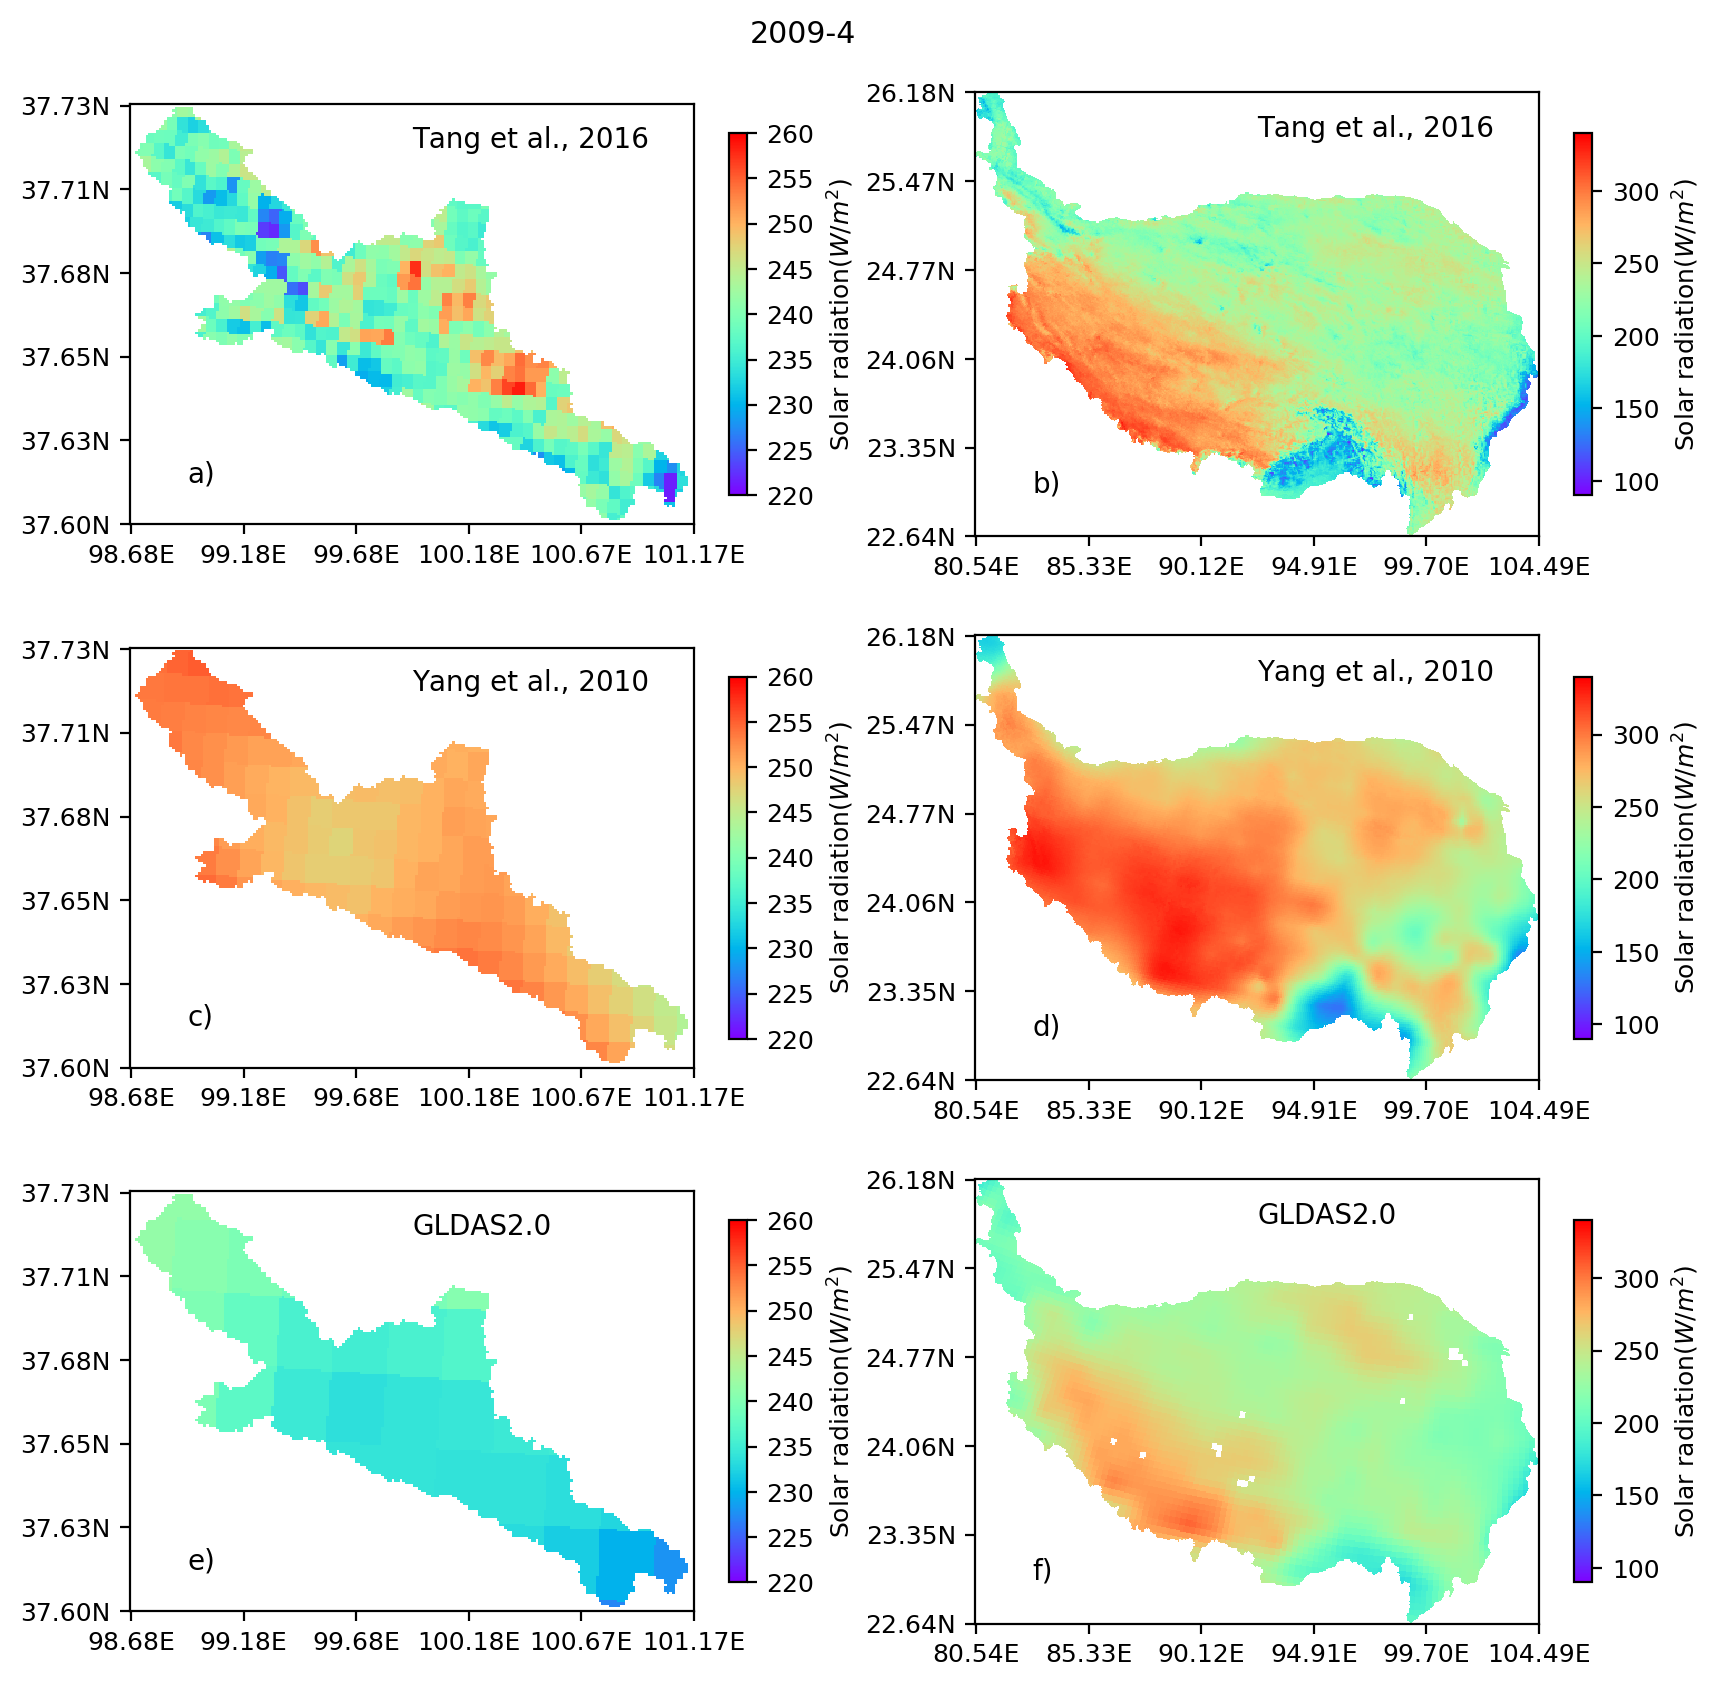 2009-4
37.73N
37.71N
37.68N
37.65N
37.63N
37.60N
98.68E 99.18E 99.68E 100.18E 100.67E 101.17E
Tang et al., 2016
a)
260
255
250
245
240
235
230
225
220
Solar radiation(W/m²)
26.18N
25.47N
24.77N
24.06N
23.35N
22.64N
80.54E 85.33E 90.12E 94.91E 99.70E 104.49E
Tang et al., 2016
b)
300
250
200
150
100
Solar radiation(W/m²)
37.73N
37.71N
37.68N
37.65N
37.63N
37.60N
98.68E 99.18E 99.68E 100.18E 100.67E 101.17E
Yang et al., 2010
c)
260
255
250
245
240
235
230
225
220
Solar radiation(W/m²)
26.18N
25.47N
24.77N
24.06N
23.35N
22.64N
80.54E 85.33E 90.12E 94.91E 99.70E 104.49E
Yang et al., 2010
d)
300
250
200
150
100
Solar radiation(W/m²)
37.73N
37.71N
37.68N
37.65N
37.63N
37.60N
98.68E 99.18E 99.68E 100.18E 100.67E 101.17E
GLDAS2.0
e)
260
255
250
245
240
235
230
225
220
Solar radiation(W/m²)
26.18N
25.47N
24.77N
24.06N
23.35N
22.64N
80.54E 85.33E 90.12E 94.91E 99.70E 104.49E
GLDAS2.0
f)
300
250
200
150
100
Solar radiation(W/m²)